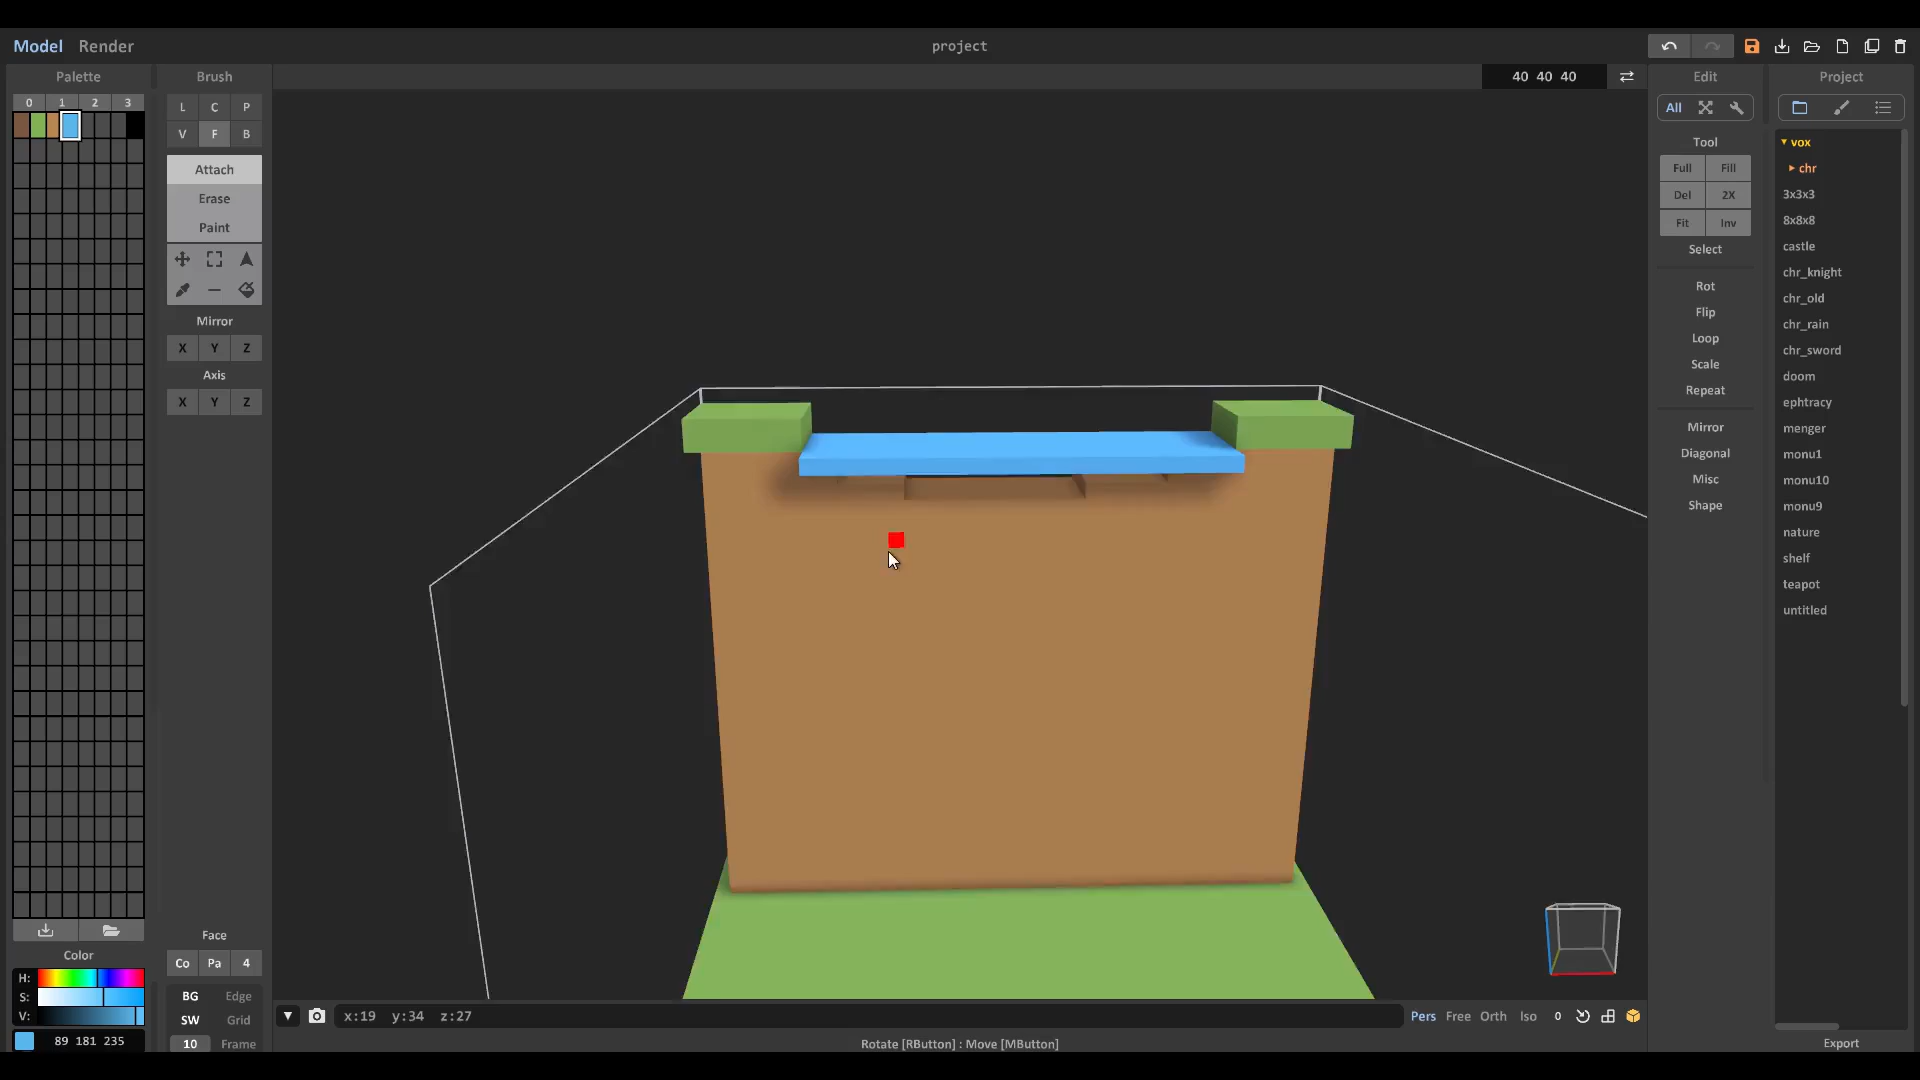 Model Render
project
Palette
Brush
40 40 40
Edit
Project
0 1 2 3
L C P
V F B
Attach
Erase
Paint
Mirror
X Y Z
Axis
X Y Z
Face
Co Pa 4
BG Edge
SW Grid
10 Frame
Color
H:
S:
V:
89 181 235
x:19 y:34 z:27
Pers Free Orth Iso 0
Rotate [RButton] : Move [MButton]
All
Tool
Full Fill
Del 2X
Fit Inv
Select
Rot
Flip
Loop
Scale
Repeat
Mirror
Diagonal
Misc
Shape
vox
chr
3x3x3
8x8x8
castle
chr_knight
chr_old
chr_rain
chr_sword
doom
ephtracy
menger
monu1
monu10
monu9
nature
shelf
teapot
untitled
Export